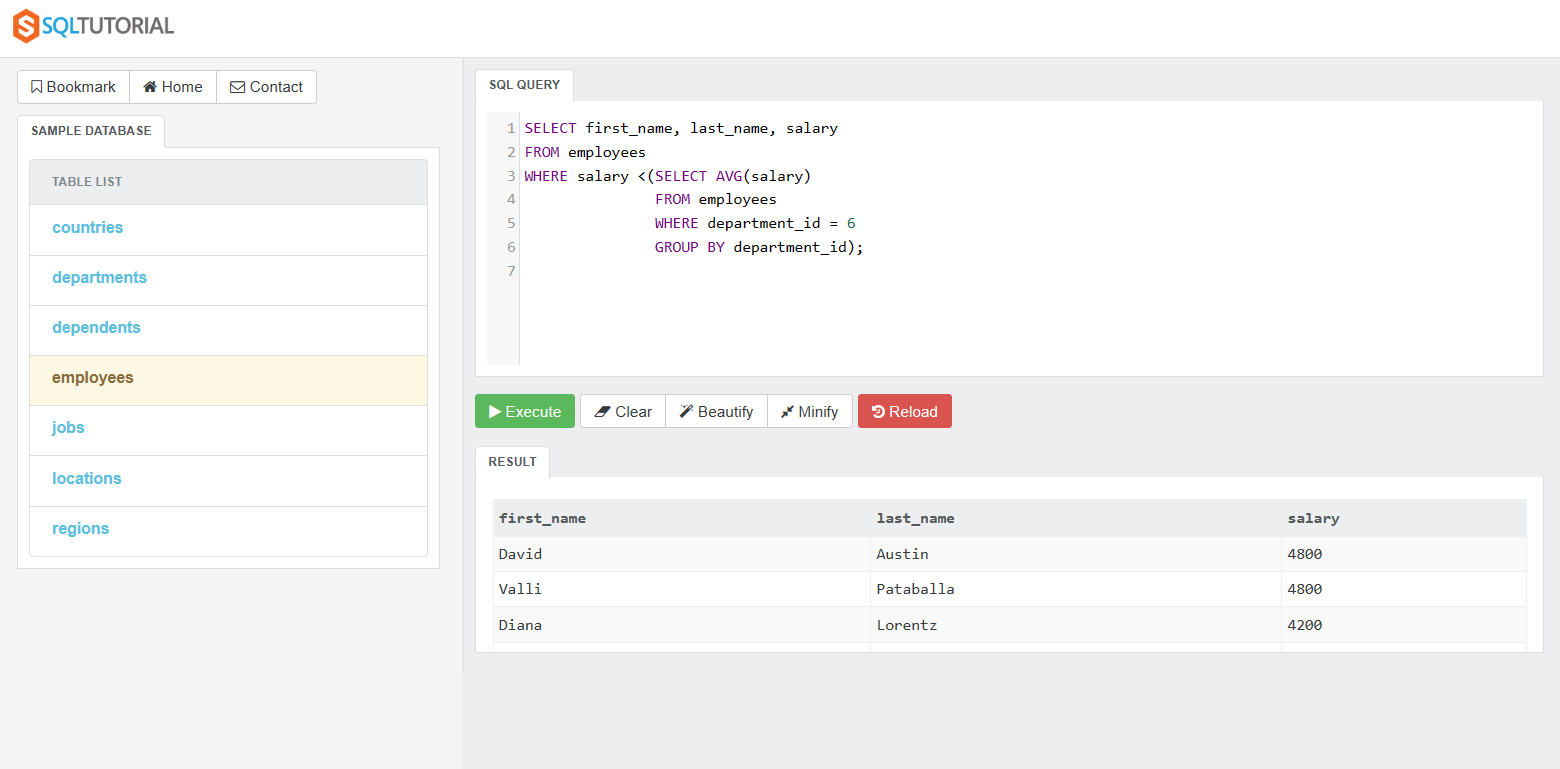 SQLTUTORIAL
Bookmark Home Contact
SAMPLE DATABASE
TABLE LIST
countries
departments
dependents
employees
jobs
locations
regions
SQL QUERY
1 SELECT first_name, last_name, salary
2 FROM employees
3 WHERE salary <(SELECT AVG(salary)
4 FROM employees
5 WHERE department_id = 6
6 GROUP BY department_id);
7
Execute Clear Beautify Minify Reload
RESULT
first_name last_name salary
David Austin 4800
Valli Pataballa 4800
Diana Lorentz 4200